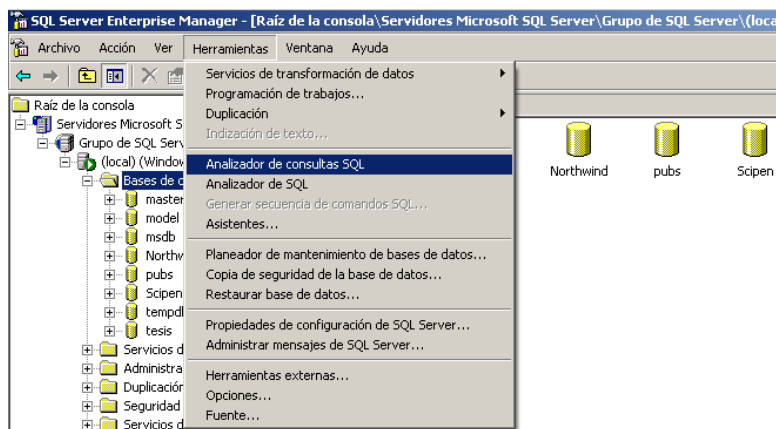 SQL Server Enterprise Manager - [Raíz de la consola\Servidores Microsoft SQL Server\Grupo de SQL Server\(loca
Archivo Acción Ver Herramientas Ventana Ayuda
Raíz de la consola
Servidores Microsoft S
Grupo de SQL Serv
(local) (Window
Bases de d
master
model
msdb
Northw
pubs
Scipen
tempd
tesis
Servicios d
Administra
Duplicación
Seguridad
Servicios d
Servicios de transformación de datos
Programación de trabajos...
Duplicación
Indización de texto...
Analizador de consultas SQL
Analizador de SQL
Generar secuencia de comandos SQL...
Asistentes...
Planeador de mantenimiento de bases de datos...
Copia de seguridad de la base de datos...
Restaurar base de datos...
Propiedades de configuración de SQL Server...
Administrar mensajes de SQL Server...
Herramientas externas...
Opciones...
Fuente...
Northwind pubs Scipen